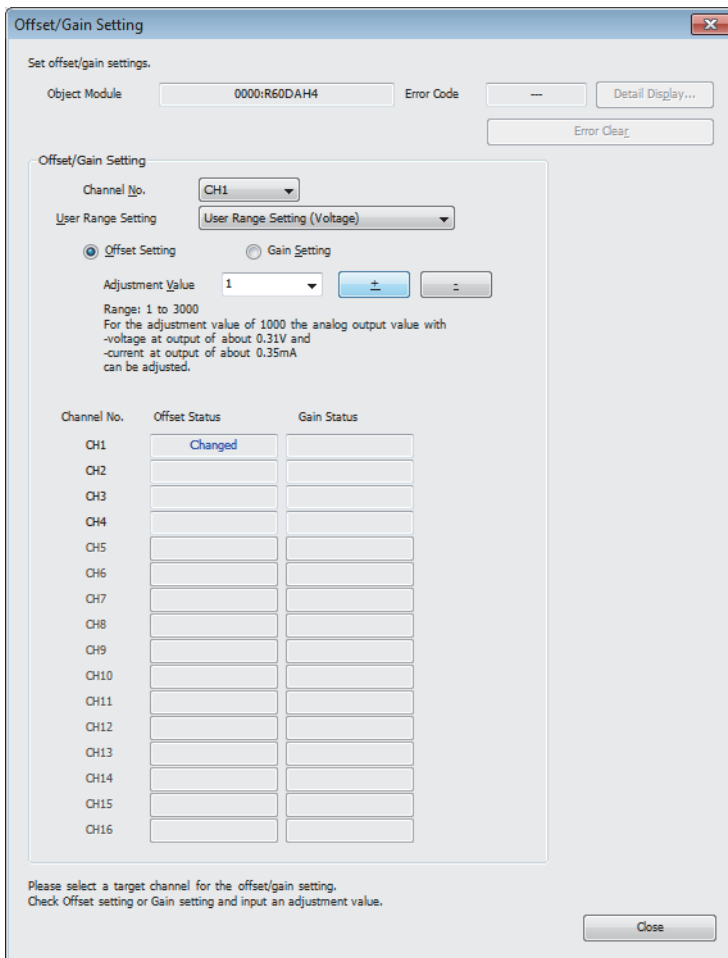 Offset/Gain Setting
Set offset/gain settings.
Object Module 0000:R60DAH4 Error Code --- Detail Display...
Error Clear
Offset/Gain Setting
Channel No. CH1
User Range Setting User Range Setting (Voltage)
Offset Setting Gain Setting
Adjustment Value 1 + -
Range: 1 to 3000
For the adjustment value of 1000 the analog output value with
-voltage at output of about 0.31V and
-current at output of about 0.35mA
can be adjusted.
Channel No. Offset Status Gain Status
CH1 Changed
CH2
CH3
CH4
CH5
CH6
CH7
CH8
CH9
CH10
CH11
CH12
CH13
CH14
CH15
CH16
Please select a target channel for the offset/gain setting.
Check Offset setting or Gain setting and input an adjustment value.
Close